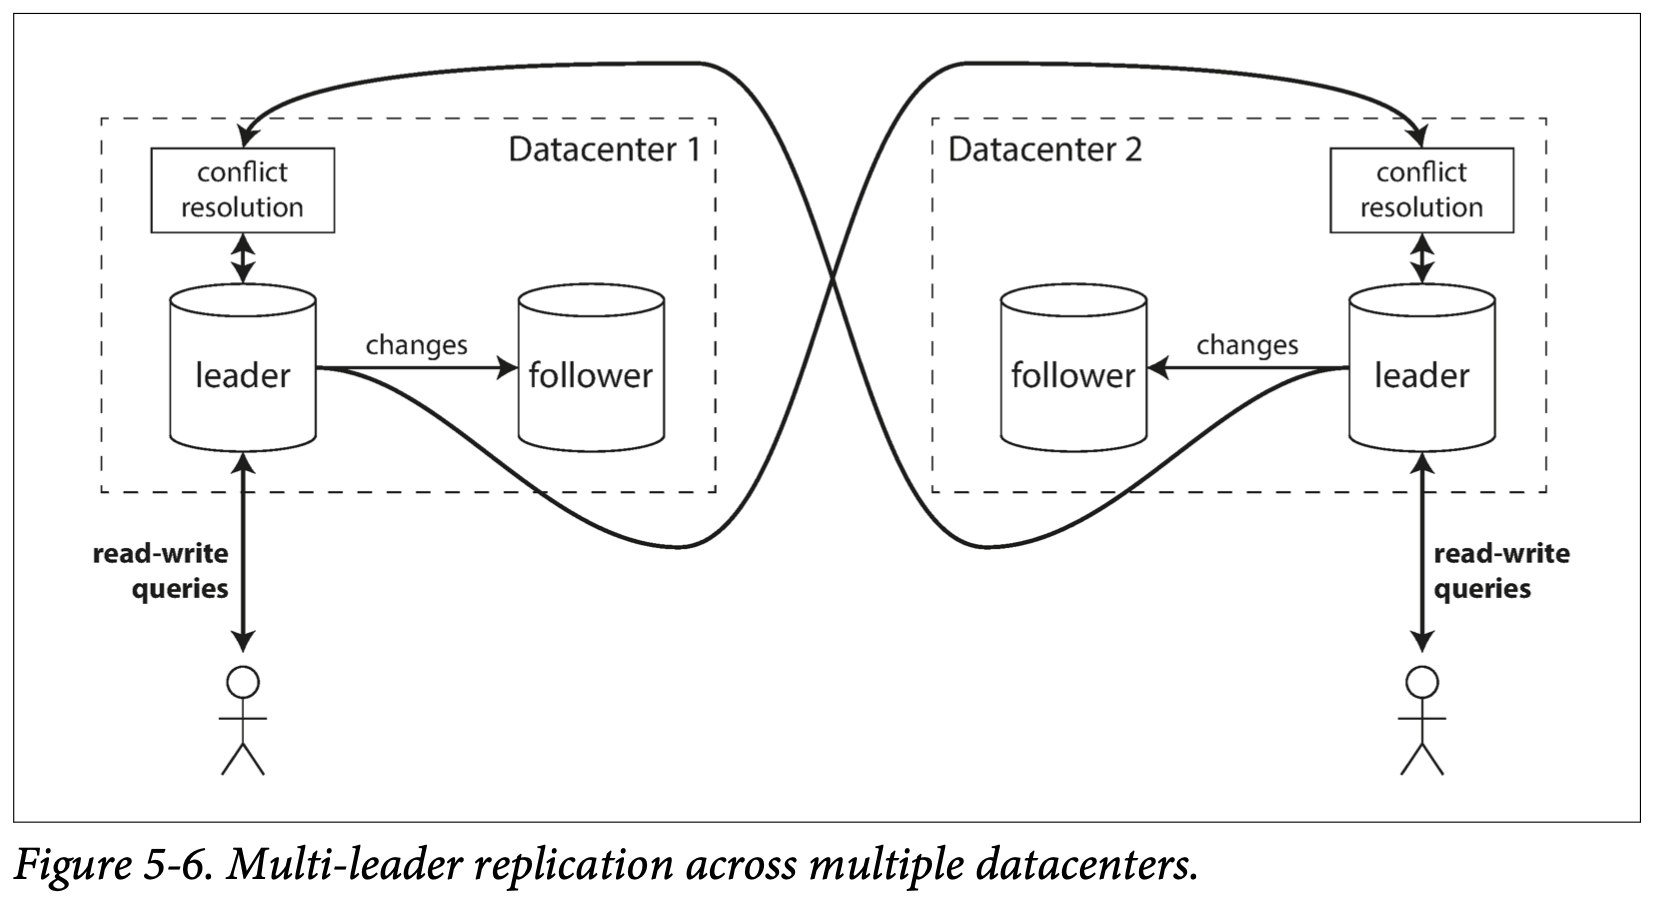 Datacenter 1
conflict
resolution
leader
changes
follower
read-write
queries
Datacenter 2
conflict
resolution
follower
changes
leader
read-write
queries
Figure 5-6. Multi-leader replication across multiple datacenters.